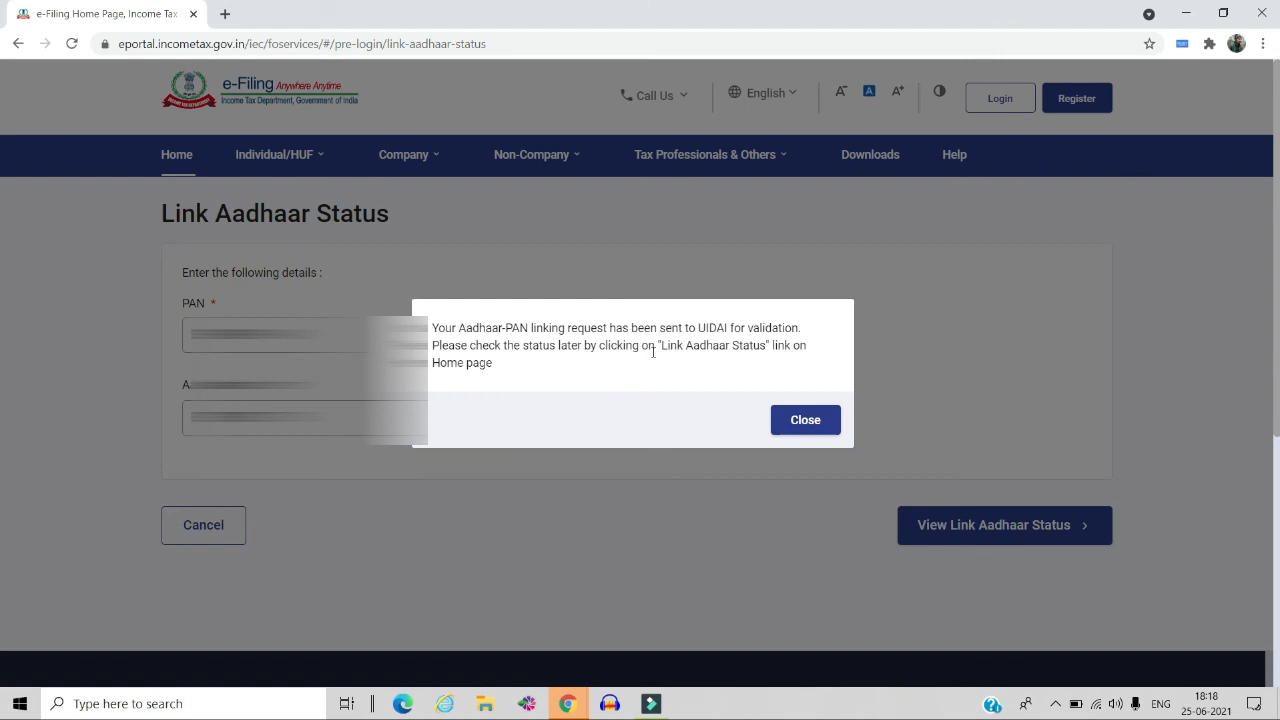 e-Filing Home Page, Income Tax
eportal.incometax.gov.in/iec/foservices/#/pre-login/link-aadhaar-status
e-Filing Anywhere Anytime
Income Tax Department, Government of India
Call Us
English
A- A A+
Login
Register
Home Individual/HUF Company Non-Company Tax Professionals & Others Downloads Help
Link Aadhaar Status
Enter the following details :
PAN *
Your Aadhaar-PAN linking request has been sent to UIDAI for validation.
Please check the status later by clicking on "Link Aadhaar Status" link on
Home page
A
Close
Cancel
View Link Aadhaar Status
Type here to search
ENG
18:18
25-06-2021